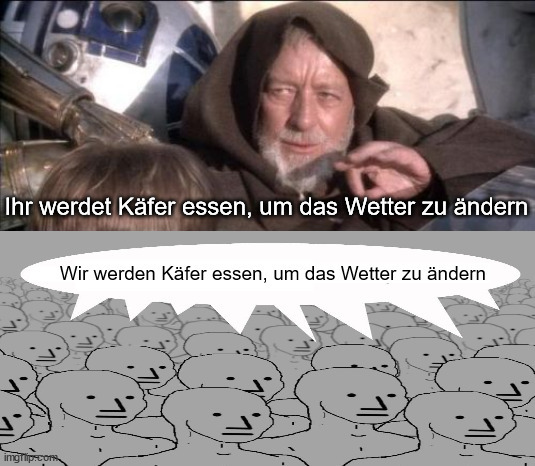 Ihr werdet Käfer essen, um das Wetter zu ändern
Wir werden Käfer essen, um das Wetter zu ändern
imgflip.com